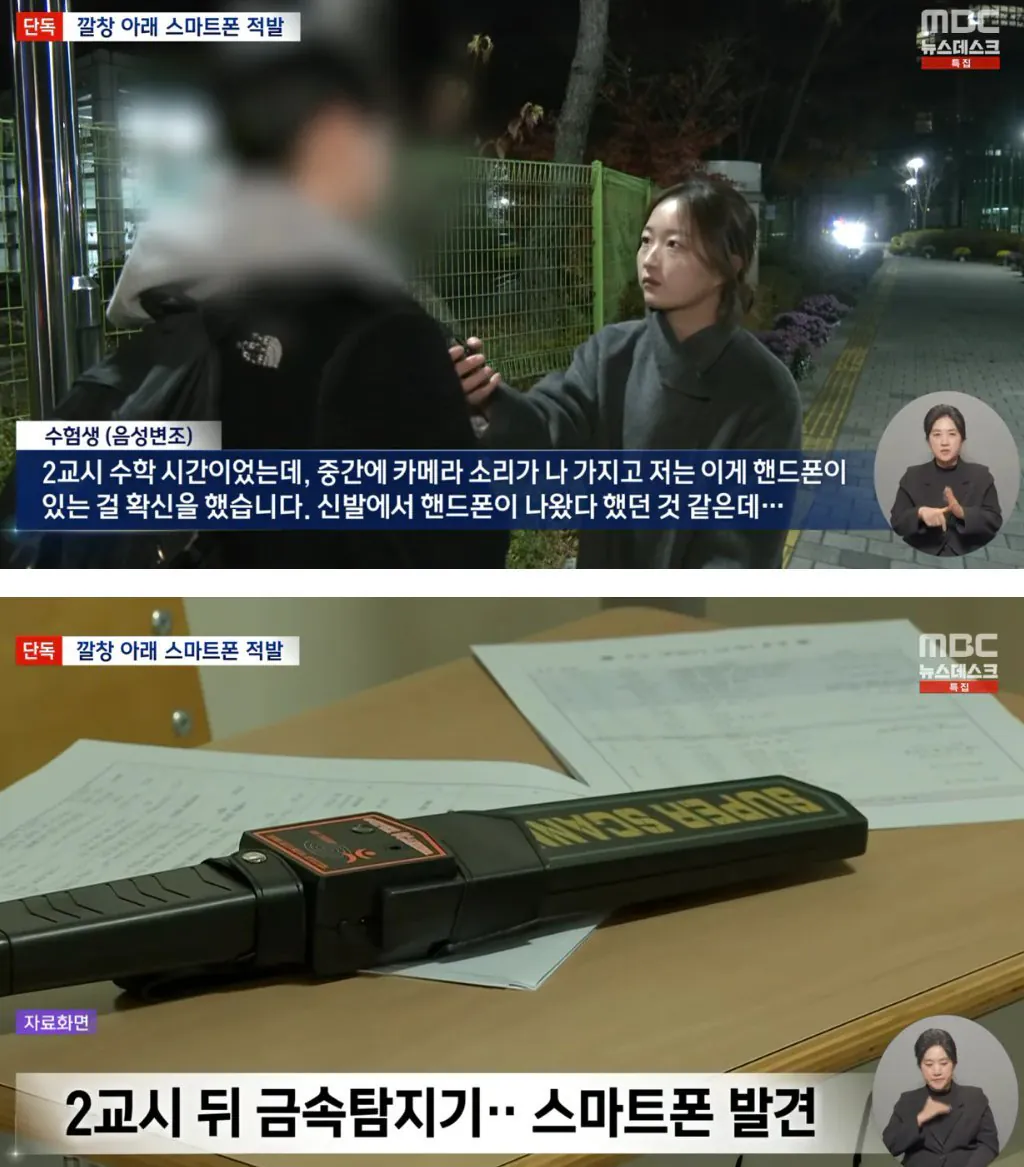 단독 깔창 아래 스마트폰 적발
MBC
뉴스데스크
특집
수험생 (음성변조)
2교시 수학 시간이었는데, 중간에 카메라 소리가 나 가지고 저는 이게 핸드폰이
있는 걸 확신을 했습니다. 신발에서 핸드폰이 나왔다 했던 것 같은데…
단독 깔창 아래 스마트폰 적발
MBC
뉴스데스크
특집
SUPER SCANN
자료화면
2교시 뒤 금속탐지기‥ 스마트폰 발견